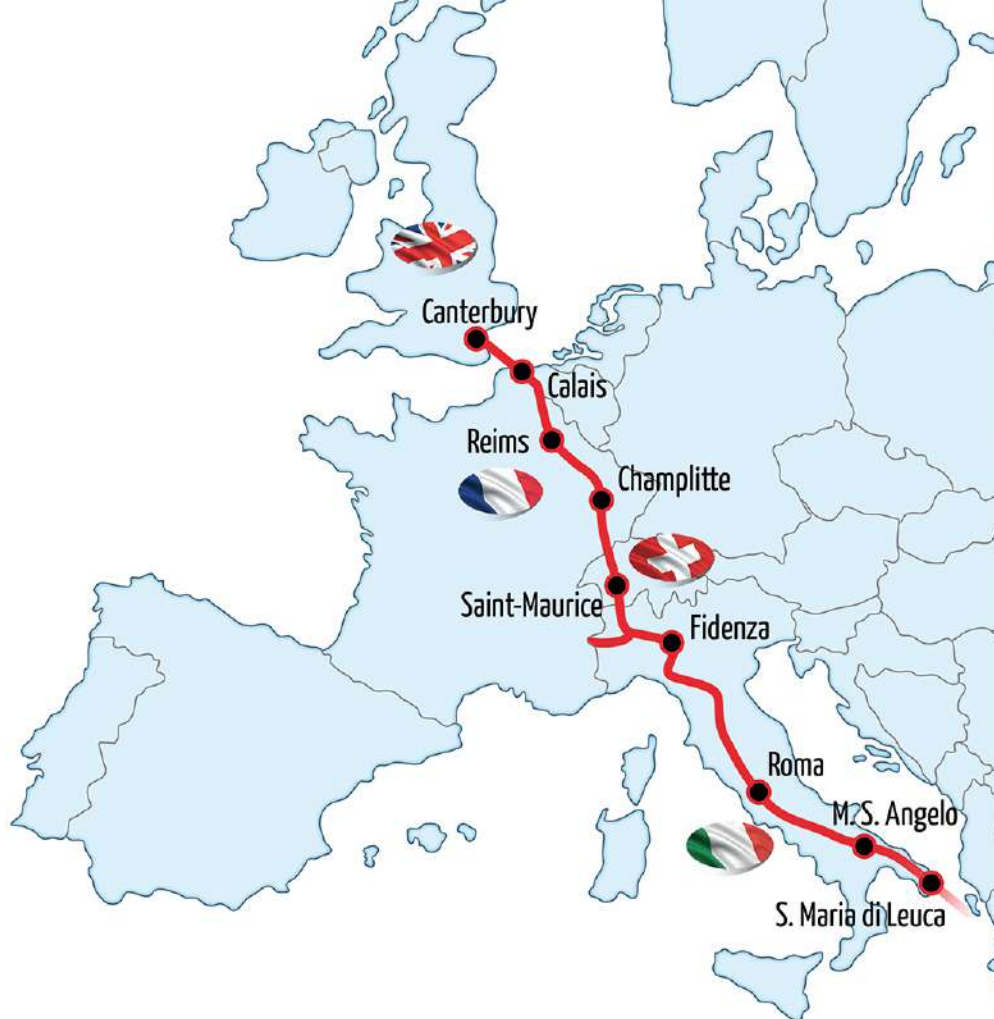 Canterbury
Calais
Reims
Champlitte
Saint-Maurice
Fidenza
Roma
M. S. Angelo
S. Maria di Leuca